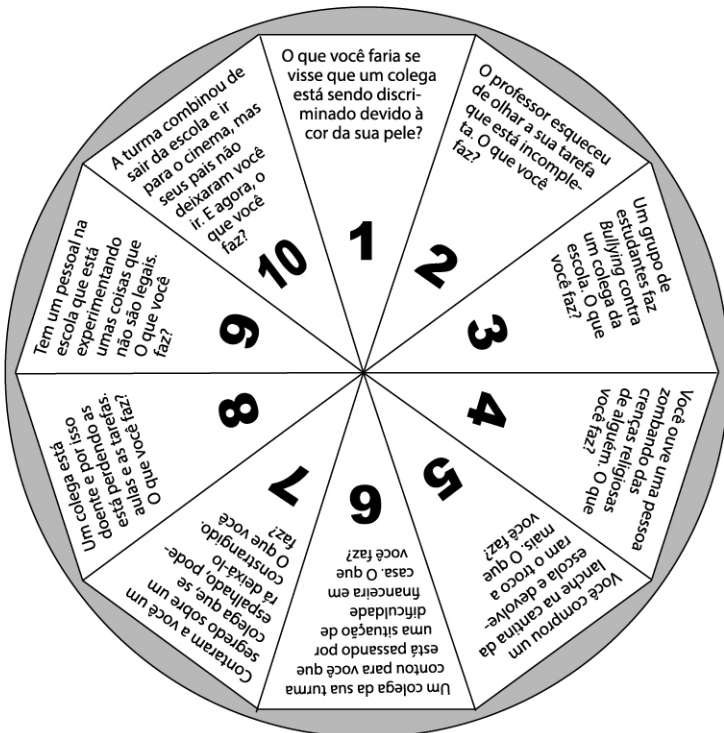 O que você faria se
visse que um colega
está sendo discri-
minado devido à
cor da sua pele?
1
O professor esqueceu
de olhar a sua tarefa
que está incomple-
ta. O que você
faz?
2
Um grupo de
estudantes faz
Bullying contra
um colega da
escola. O que
você faz?
3
Você ouve uma pessoa
zombando das
crenças religiosas
de alguém. O que
você faz?
4
Você comprou um
lanche na cantina da
escola e devolve-
ram o troco a
mais. O que
você faz?
5
Um colega da sua turma
contou para você que
está passando por
uma situação de
dificuldade
financeira em
casa. O que
você faz?
6
Contaram a você um
segredo sobre um
colega que, se
espalhado, pode-
rá deixá-lo
constrangido.
O que você
faz?
7
Um colega está
doente e por isso
está perdendo as
aulas e as tarefas.
O que você faz?
8
Tem um pessoal na
escola que está
experimentando
umas coisas que
não são legais.
O que você
faz?
9
A turma combinou de
sair da escola e ir
para o cinema, mas
seus pais não
deixaram você
ir. E agora, o
que você
faz?
10